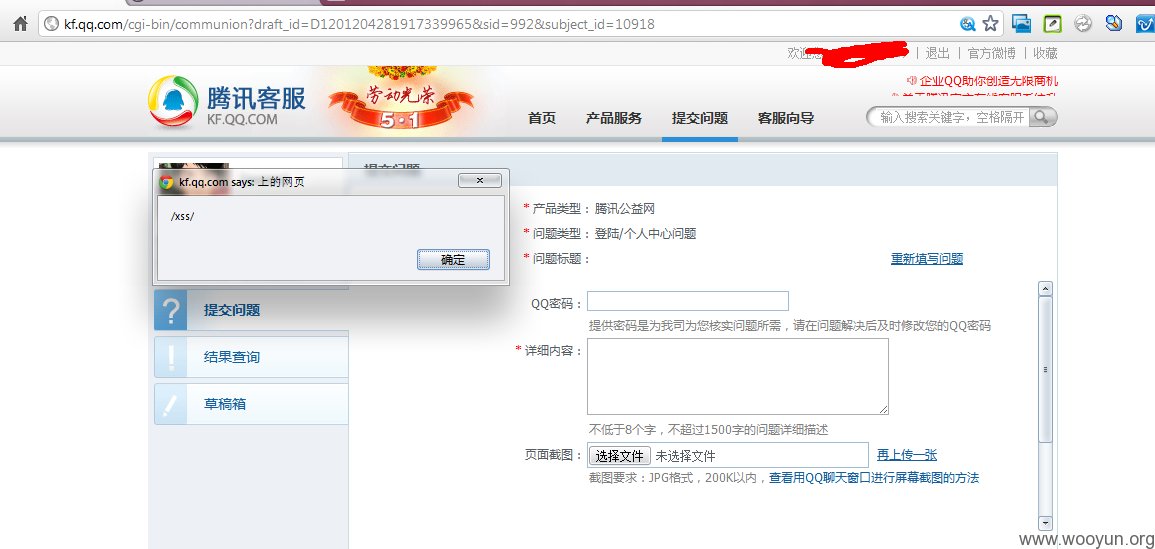 kf.qq.com/cgi-bin/communion?draft_id=D1201204281917339965&sid=992&subject_id=10918
欢迎您 | 退出 | 官方微博 | 收藏
腾讯客服
KF.QQ.COM
劳动光荣
5·1
企业QQ助你创造无限商机
首页 产品服务 提交问题 客服向导
输入搜索关键字，空格隔开
提交问题
kf.qq.com says: 上的网页
/xss/
确定
* 产品类型： 腾讯公益网
* 问题类型： 登陆/个人中心问题
* 问题标题：
重新填写问题
QQ密码：
提供密码是为我司为您核实问题所需，请在问题解决后及时修改您的QQ密码
* 详细内容：
不低于8个字，不超过1500字的问题详细描述
页面截图： 选择文件 未选择文件 再上传一张
截图要求：JPG格式，200K以内，查看用QQ聊天窗口进行屏幕截图的方法
提交问题
结果查询
草稿箱
www.wooyun.org